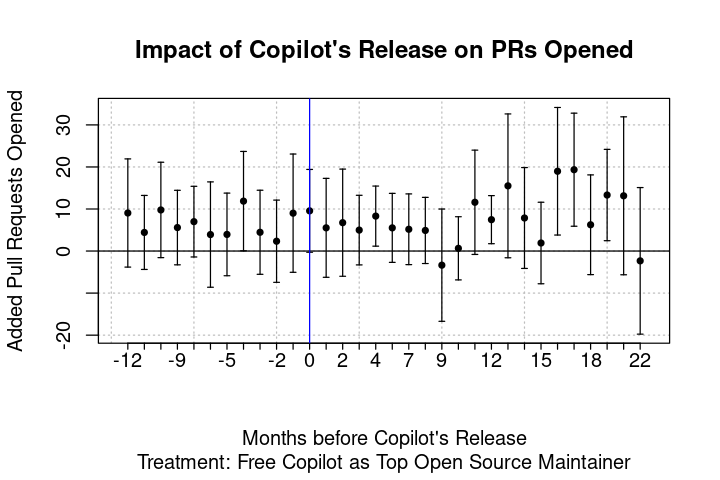 Impact of Copilot's Release on PRs Opened
Added Pull Requests Opened
30
20
10
0
-20
-12 -9 -5 -2 0 2 4 7 9 12 15 18 22
Months before Copilot's Release
Treatment: Free Copilot as Top Open Source Maintainer